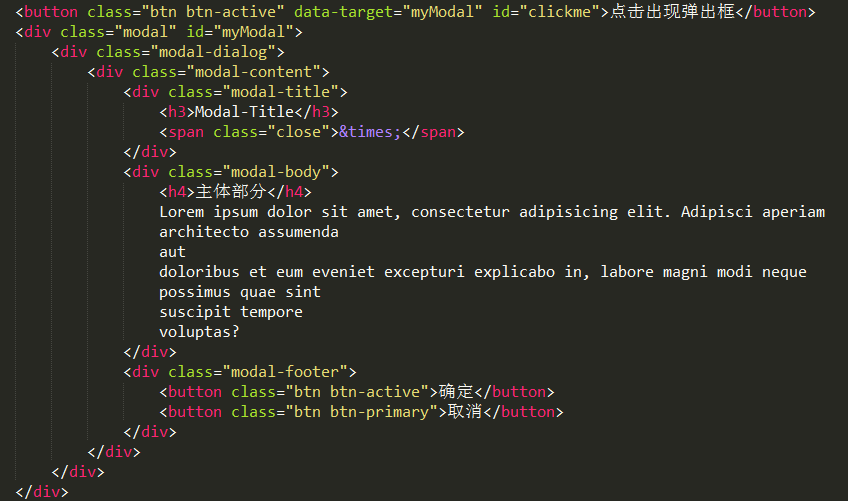 <button class="btn btn-active" data-target="myModal" id="clickme">点击出现弹出框</button>
<div class="modal" id="myModal">
<div class="modal-dialog">
<div class="modal-content">
<div class="modal-title">
<h3>Modal-Title</h3>
<span class="close">&times;</span>
</div>
<div class="modal-body">
<h4>主体部分</h4>
Lorem ipsum dolor sit amet, consectetur adipisicing elit. Adipisci aperiam
architecto assumenda
aut
doloribus et eum eveniet excepturi explicabo in, labore magni modi neque
possimus quae sint
suscipit tempore
voluptas?
</div>
<div class="modal-footer">
<button class="btn btn-active">确定</button>
<button class="btn btn-primary">取消</button>
</div>
</div>
</div>
</div>